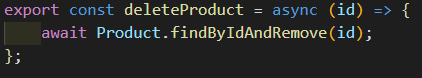 export const deleteProduct = async (id) => {
    await Product.findByIdAndRemove(id);
};